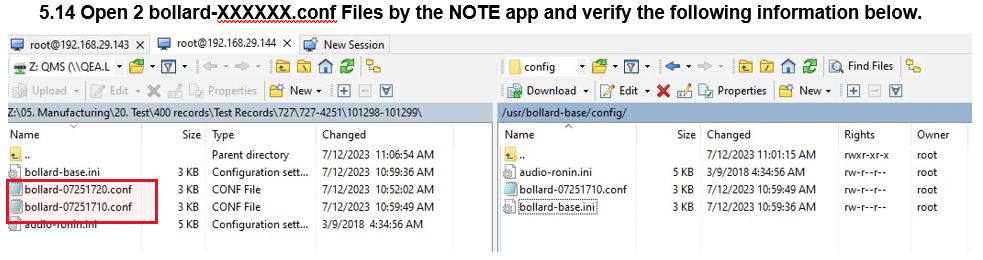 5.14 Open 2 bollard-XXXXXX.conf Files by the NOTE app and verify the following information below.
root@192.168.29.143 × root@192.168.29.144 × New Session
Z: QMS (\\QEA.L config Find Files
Upload Edit Properties New Download Edit Properties New
Z:\05. Manufacturing\20. Test\400 records\Test Records\727\727-4251\101298-101299\ /usr/bollard-base/config/
Name Size Type Changed Name Size Changed Rights Owner
.. Parent directory 7/12/2023 11:06:54 AM .. 7/12/2023 11:01:15 AM rwxr-xr-x root
bollard-base.ini 3 KB Configuration sett... 7/12/2023 10:59:36 AM audio-ronin.ini 5 KB 3/9/2018 4:34:56 AM rw-r--r-- root
bollard-07251720.conf 3 KB CONF File 7/12/2023 10:52:02 AM bollard-07251710.conf 3 KB 7/12/2023 10:59:49 AM rw-r--r-- root
bollard-07251710.conf 3 KB CONF File 7/12/2023 10:59:49 AM bollard-base.ini 3 KB 7/12/2023 10:59:36 AM rw-r--r-- root
audio-ronin.ini 5 KB Configuration sett... 3/9/2018 4:34:56 AM